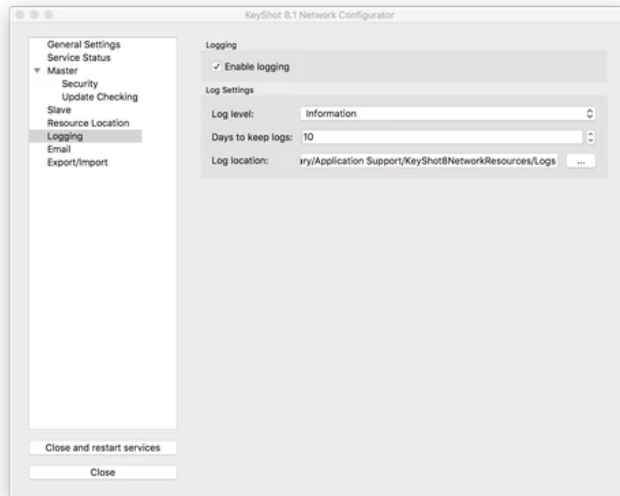 KeyShot 8.1 Network Configurator
General Settings
Service Status
Master
Security
Update Checking
Slave
Resource Location
Logging
Email
Export/Import
Close and restart services
Close
Logging
Enable logging
Log Settings
Log level: Information
Days to keep logs: 10
Log location: ıry/Application Support/KeyShot8NetworkResources/Logs ...